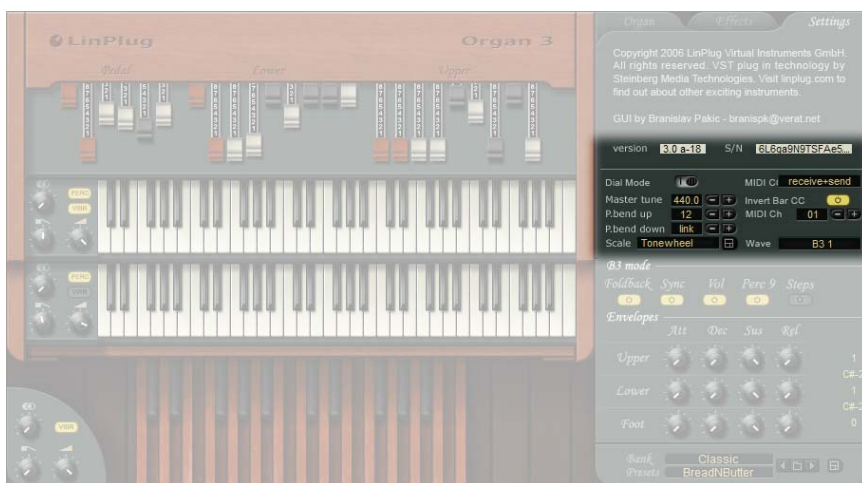 LinPlug Organ 3
Pedal Lower Upper
PERC
VIBR
PERC
VIBR
VIBR
Organ Effects Settings
Copyright 2006 LinPlug Virtual Instruments GmbH.
All rights reserved. VST plug in technology by
Steinberg Media Technologies. Visit linplug.com to
find out about other exciting instruments.
GUI by Branislav Pakic - branispk@verat.net
version 3.0 a-18 S/N 6L6qa9N9TSFAe5...
Dial Mode MIDI C receive+send
Master tune 440.0 - + Invert Bar CC
P.bend up 12 - + MIDI Ch 01 - +
P.bend down link - +
Scale Tonewheel Wave B3 1
B3 mode
Foldback Sync Vol Perc 9 Steps
Envelopes
Att Dec Sus Rel
Upper 1
C#-2
Lower 1
C#-2
Foot 0
Bank Classic
Presets BreadNButter